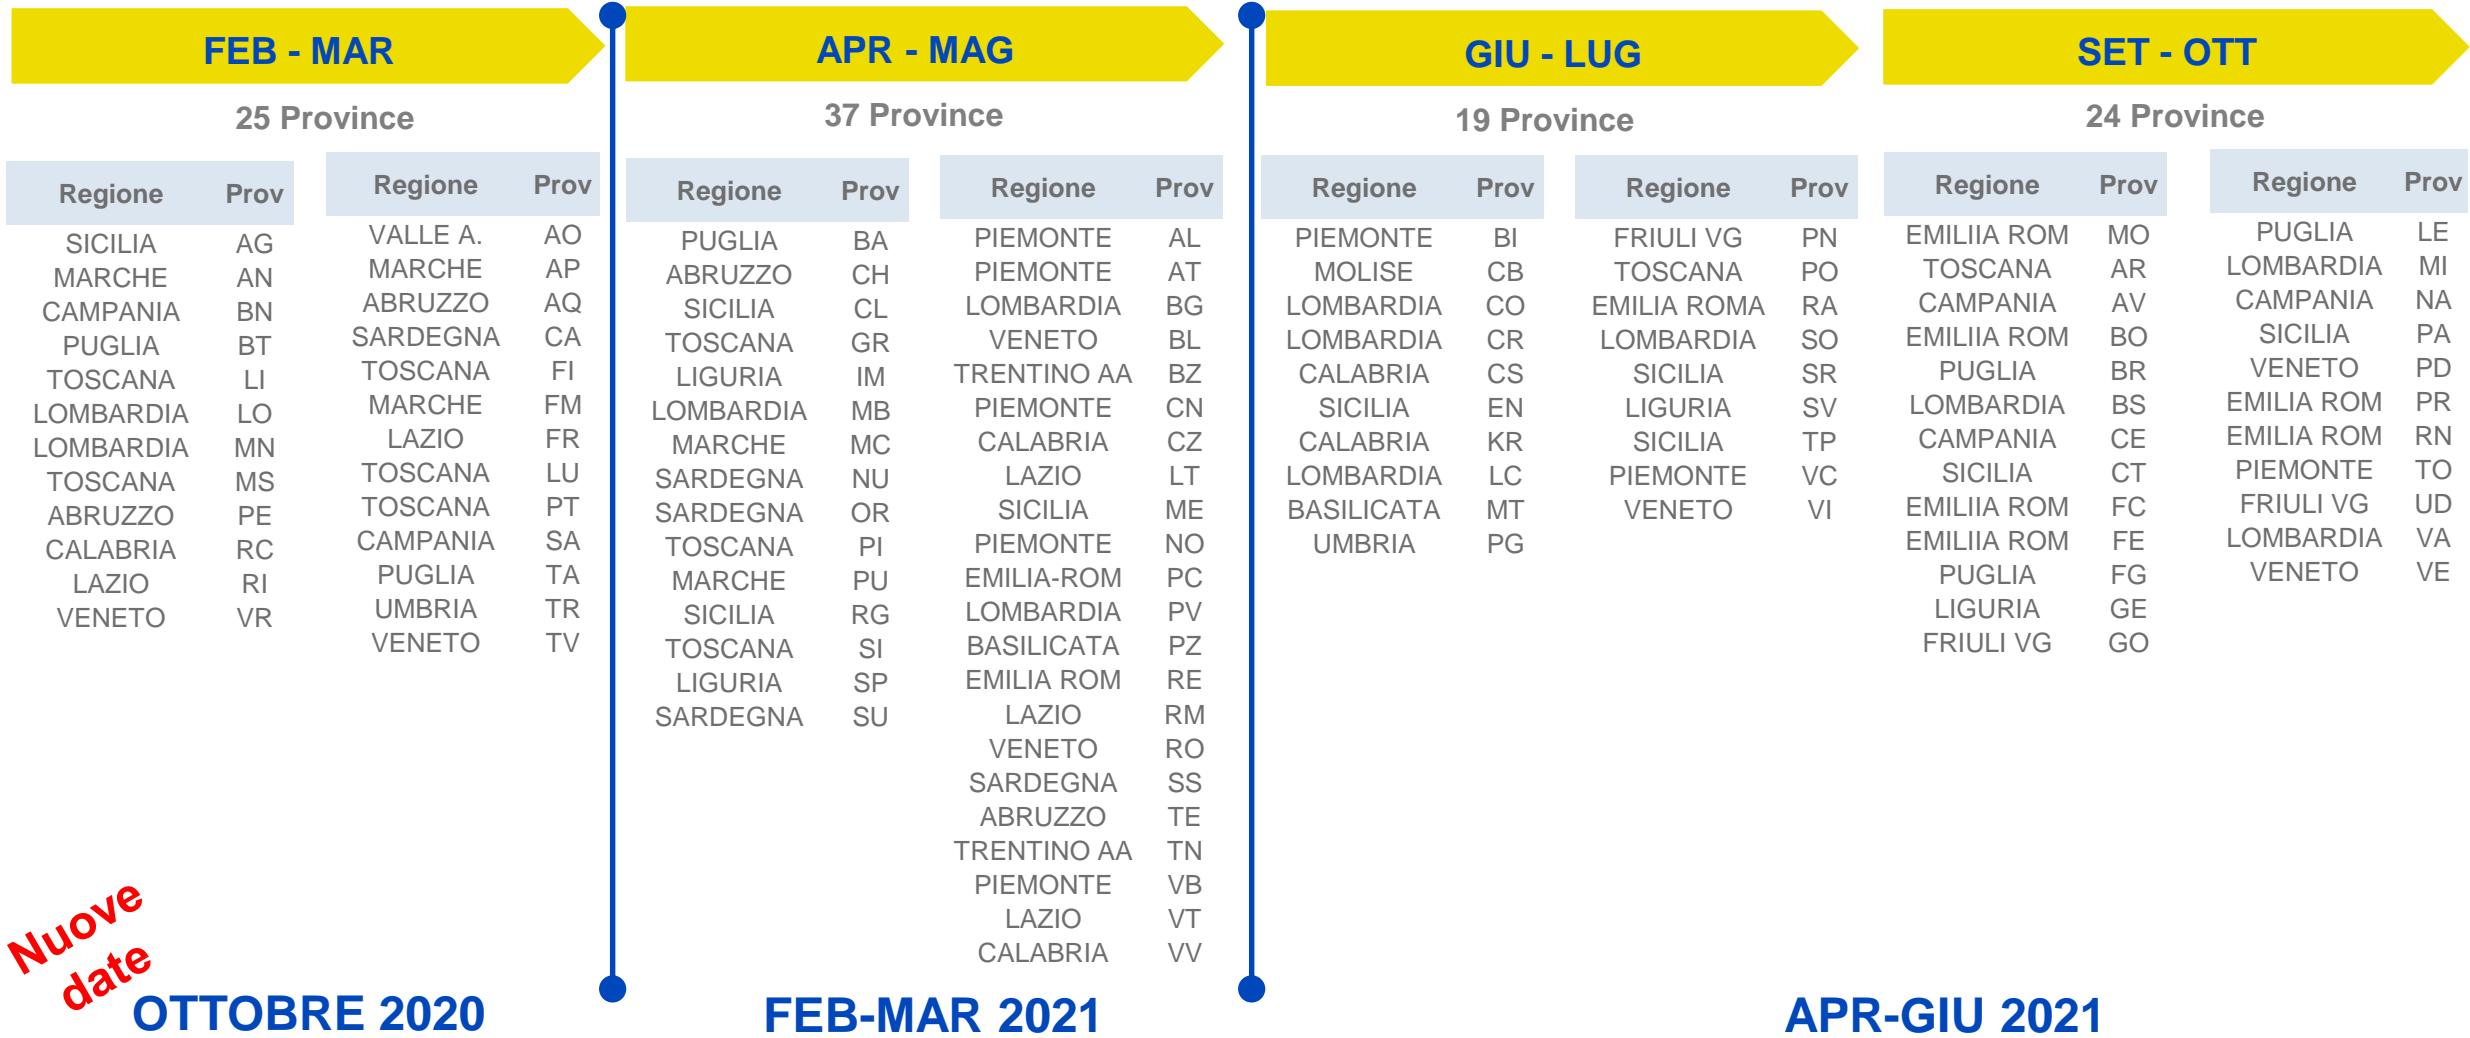 FEB - MAR
25 Province
Regione Prov
SICILIA AG
MARCHE AN
CAMPANIA BN
PUGLIA BT
TOSCANA LI
LOMBARDIA LO
LOMBARDIA MN
TOSCANA MS
ABRUZZO PE
CALABRIA RC
LAZIO RI
VENETO VR
Regione Prov
VALLE A. AO
MARCHE AP
ABRUZZO AQ
SARDEGNA CA
TOSCANA FI
MARCHE FM
LAZIO FR
TOSCANA LU
TOSCANA PT
CAMPANIA SA
PUGLIA TA
UMBRIA TR
VENETO TV
Nuove
date
OTTOBRE 2020
APR - MAG
37 Province
Regione Prov
PUGLIA BA
ABRUZZO CH
SICILIA CL
TOSCANA GR
LIGURIA IM
LOMBARDIA MB
MARCHE MC
SARDEGNA NU
SARDEGNA OR
TOSCANA PI
MARCHE PU
SICILIA RG
TOSCANA SI
LIGURIA SP
SARDEGNA SU
Regione Prov
PIEMONTE AL
PIEMONTE AT
LOMBARDIA BG
VENETO BL
TRENTINO AA BZ
PIEMONTE CN
CALABRIA CZ
LAZIO LT
SICILIA ME
PIEMONTE NO
EMILIA-ROM PC
LOMBARDIA PV
BASILICATA PZ
EMILIA ROM RE
LAZIO RM
VENETO RO
SARDEGNA SS
ABRUZZO TE
TRENTINO AA TN
PIEMONTE VB
LAZIO VT
CALABRIA VV
FEB-MAR 2021
GIU - LUG
19 Province
Regione Prov
PIEMONTE BI
MOLISE CB
LOMBARDIA CO
LOMBARDIA CR
CALABRIA CS
SICILIA EN
CALABRIA KR
LOMBARDIA LC
BASILICATA MT
UMBRIA PG
Regione Prov
FRIULI VG PN
TOSCANA PO
EMILIA ROMA RA
LOMBARDIA SO
SICILIA SR
LIGURIA SV
SICILIA TP
PIEMONTE VC
VENETO VI
SET - OTT
24 Province
Regione Prov
EMILIIA ROM MO
TOSCANA AR
CAMPANIA AV
EMILIIA ROM BO
PUGLIA BR
LOMBARDIA BS
CAMPANIA CE
SICILIA CT
EMILIIA ROM FC
EMILIIA ROM FE
PUGLIA FG
LIGURIA GE
FRIULI VG GO
Regione Prov
PUGLIA LE
LOMBARDIA MI
CAMPANIA NA
SICILIA PA
VENETO PD
EMILIA ROM PR
EMILIA ROM RN
PIEMONTE TO
FRIULI VG UD
LOMBARDIA VA
VENETO VE
APR-GIU 2021